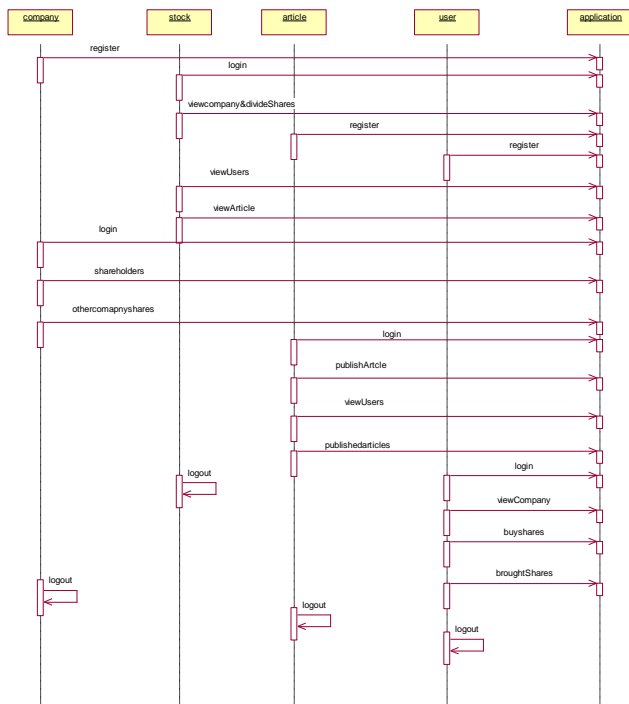 company
stock
article
user
application
register
login
viewcompany&divideShares
register
register
viewUsers
viewArticle
login
shareholders
othercomapnyshares
login
publishArtcle
viewUsers
publishedarticles
login
logout
viewCompany
buyshares
broughtShares
logout
logout
logout